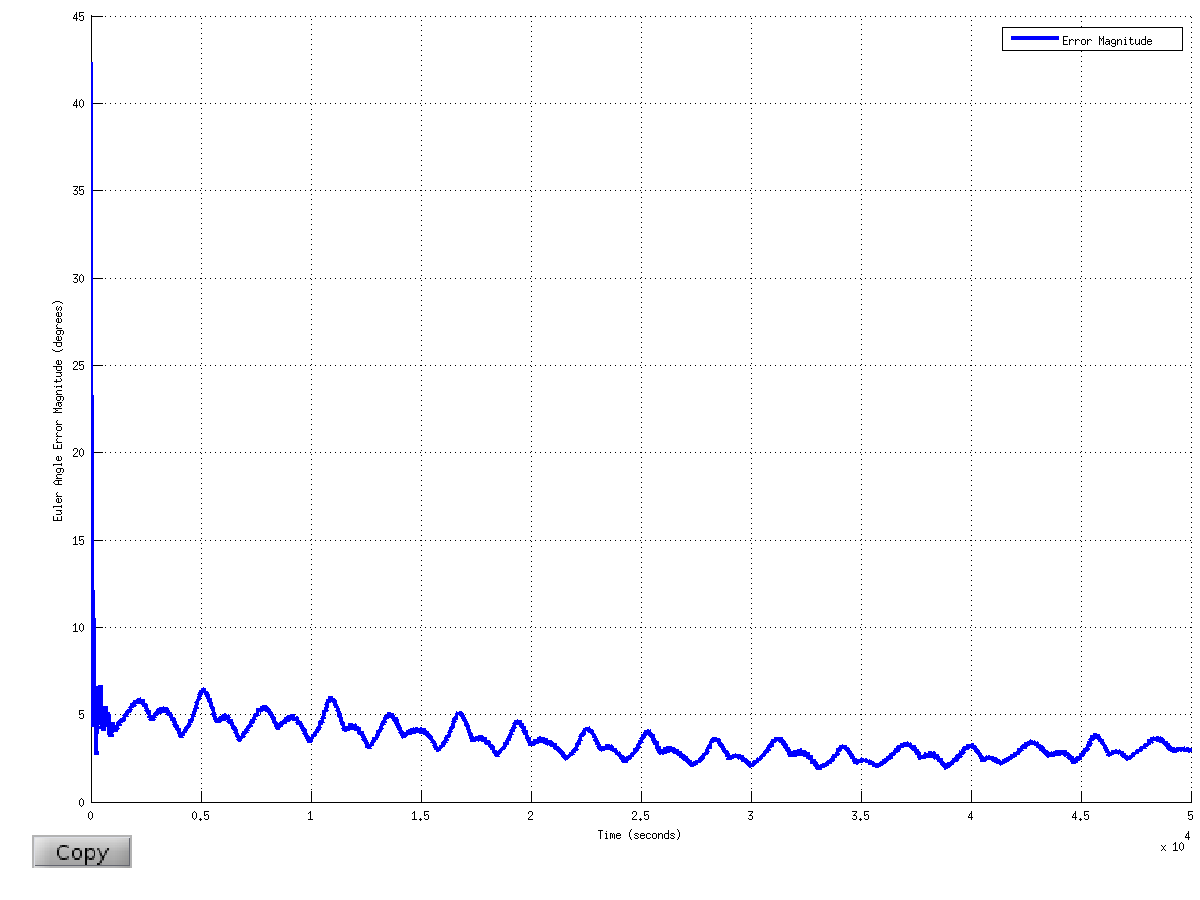 Error Magnitude
Euler Angle Error Magnitude (degrees)
45
40
35
30
25
20
15
10
5
0
0 0.5 1 1.5 2 2.5 3 3.5 4 4.5 5
Time (seconds)
x 10 4
Copy